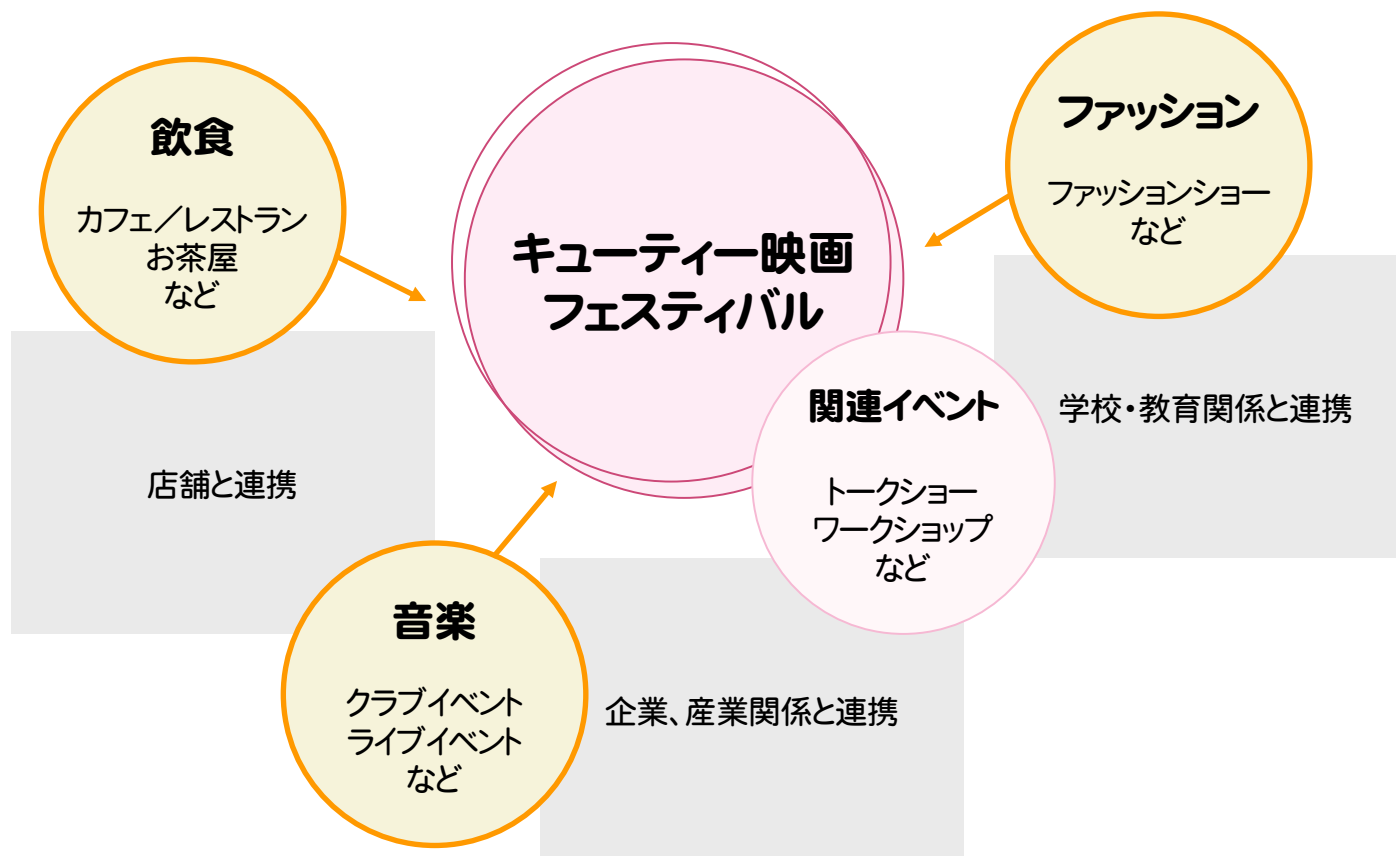 飲食
カフェ／レストラン
お茶屋
など
店舗と連携
キューティー映画
フェスティバル
ファッション
ファッションショー
など
学校・教育関係と連携
関連イベント
トークショー
ワークショップ
など
音楽
クラブイベント
ライブイベント
など
企業、産業関係と連携